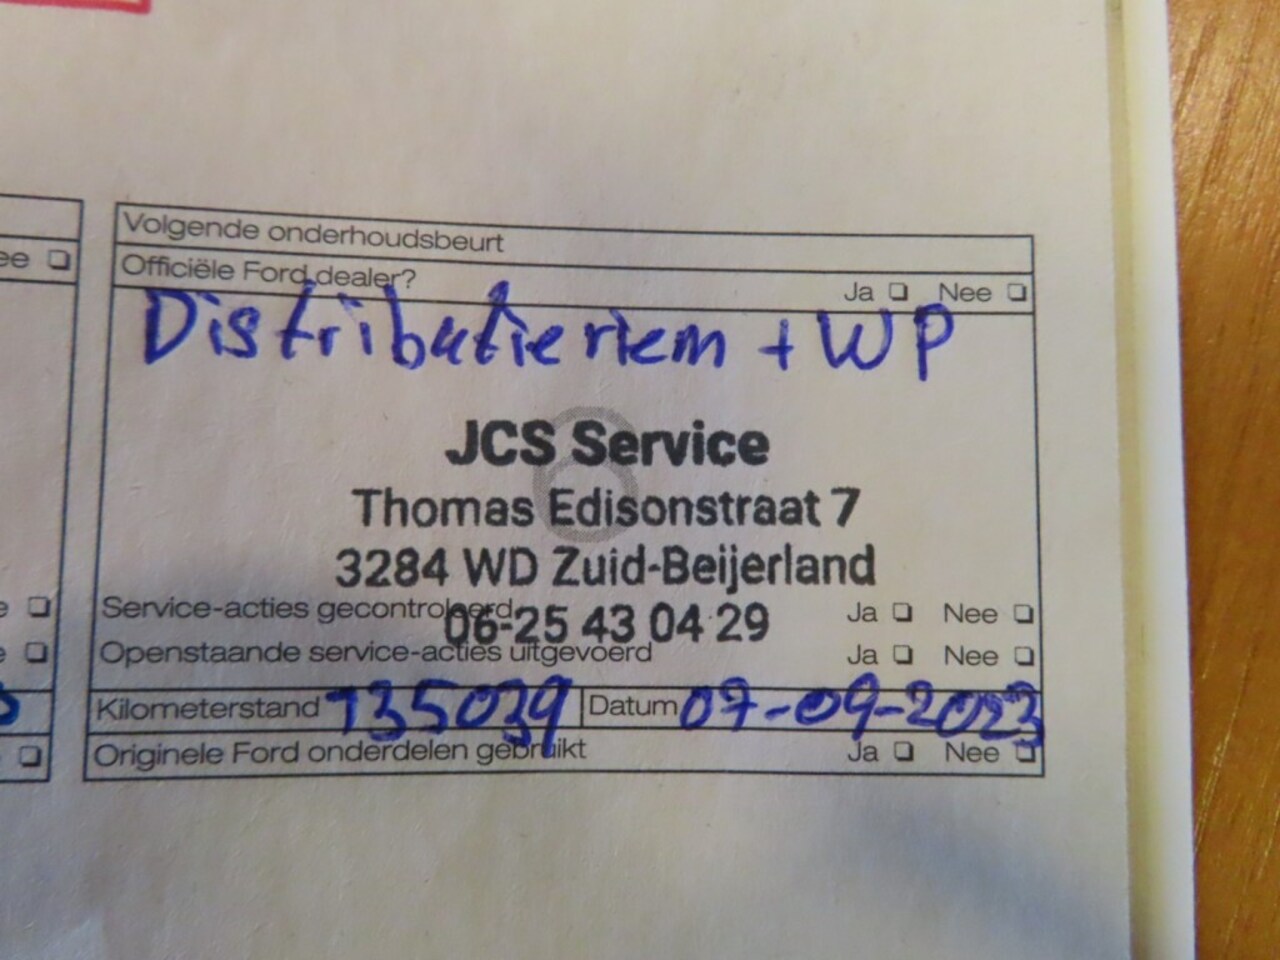 Volgende onderhoudsbeurt
ee ❏ Officiële Ford dealer? Ja ❏ Nee ❏
Distributieriem + WP
JCS Service
Thomas Edisonstraat 7
3284 WD Zuid-Beijerland
e ❏ Service-acties gecontroleerd Ja ❏ Nee ❏
06-25 43 04 29
e ❏ Openstaande service-acties uitgevoerd Ja ❏ Nee ❏
Kilometerstand 135039 Datum 07-09-2023
❏ Originele Ford onderdelen gebruikt Ja ❏ Nee ❏